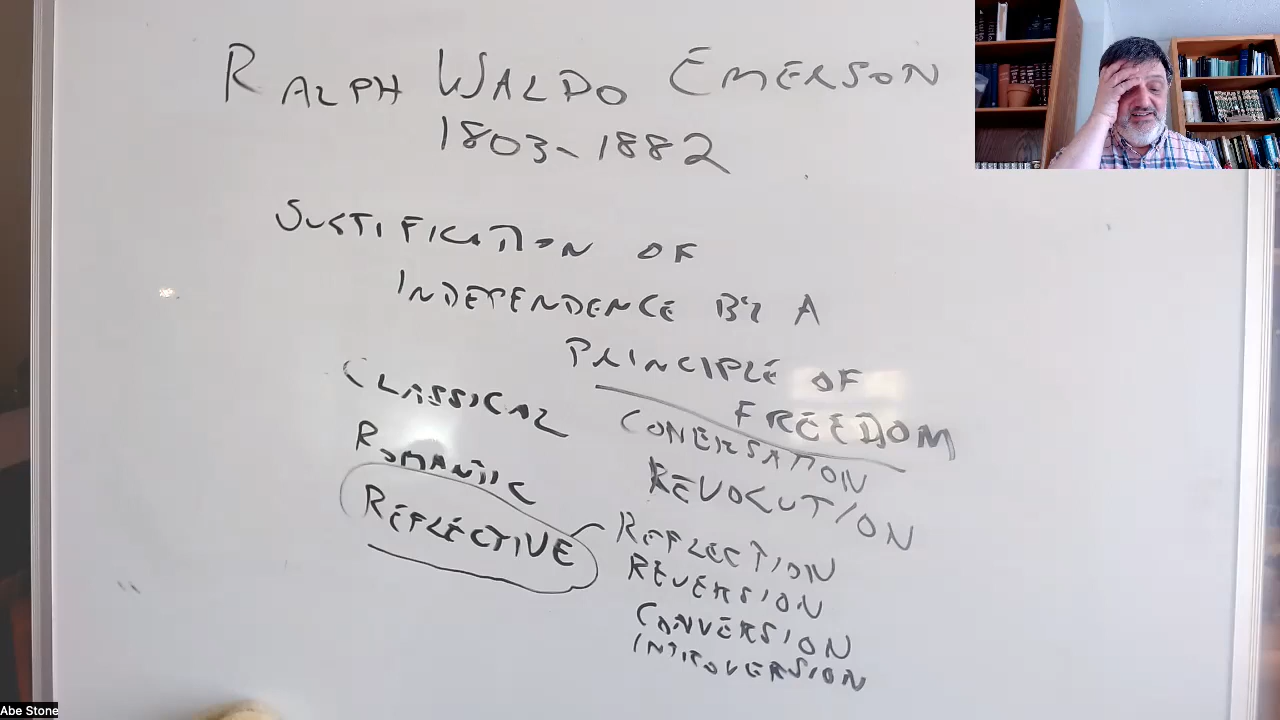 RALPH WALDO EMERSON
1803-1882
JUSTIFICATION OF
INDEPENDENCE BY A
PRINCIPLE OF
FREEDOM
CLASSICAL
ROMANTIC
REFLECTIVE
CONERSATION
REVOLUTION
REFLECTION
REVERSION
CONVERSION
INTROVERSION
Abe Stone